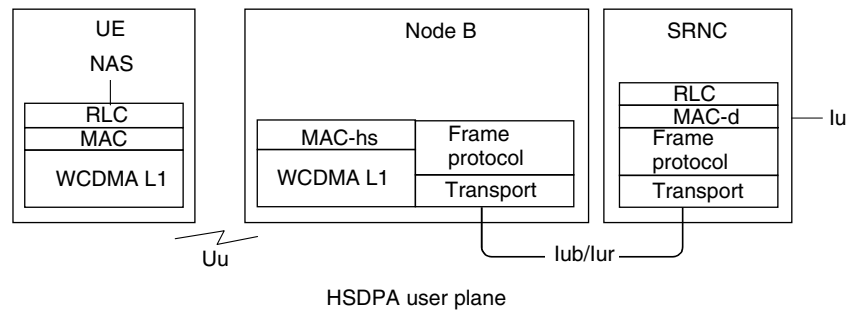 UE
NAS
RLC
MAC
WCDMA L1
Uu
Node B
MAC-hs
WCDMA L1
Frame
protocol
Transport
Iub/Iur
SRNC
RLC
MAC-d
Frame
protocol
Transport
Iu
HSDPA user plane